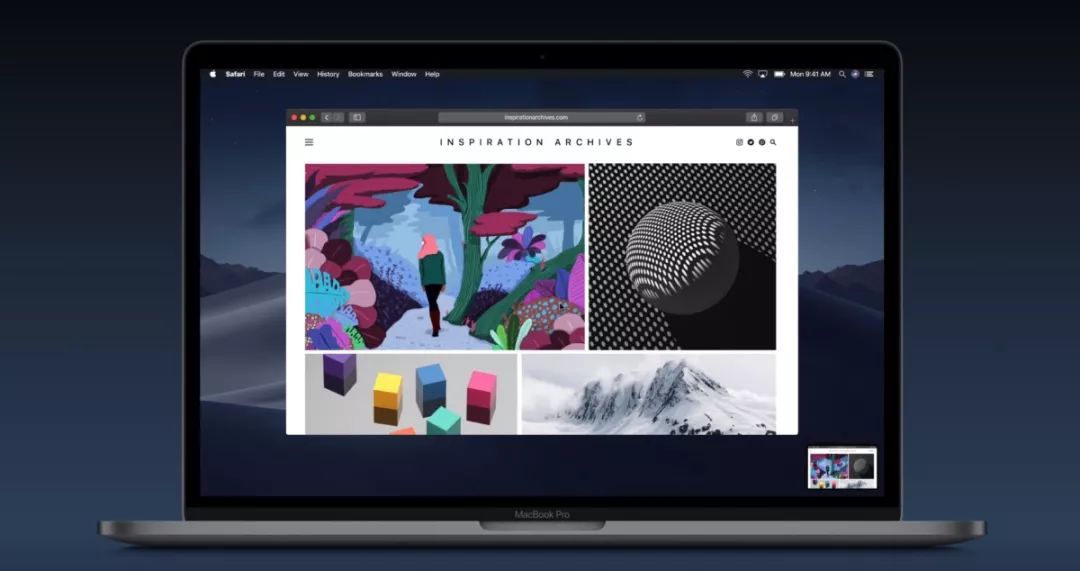 Safari File Edit View History Bookmarks Window Help Mon 9:41 AM
inspirationarchives.com
INSPIRATION ARCHIVES
MacBook Pro